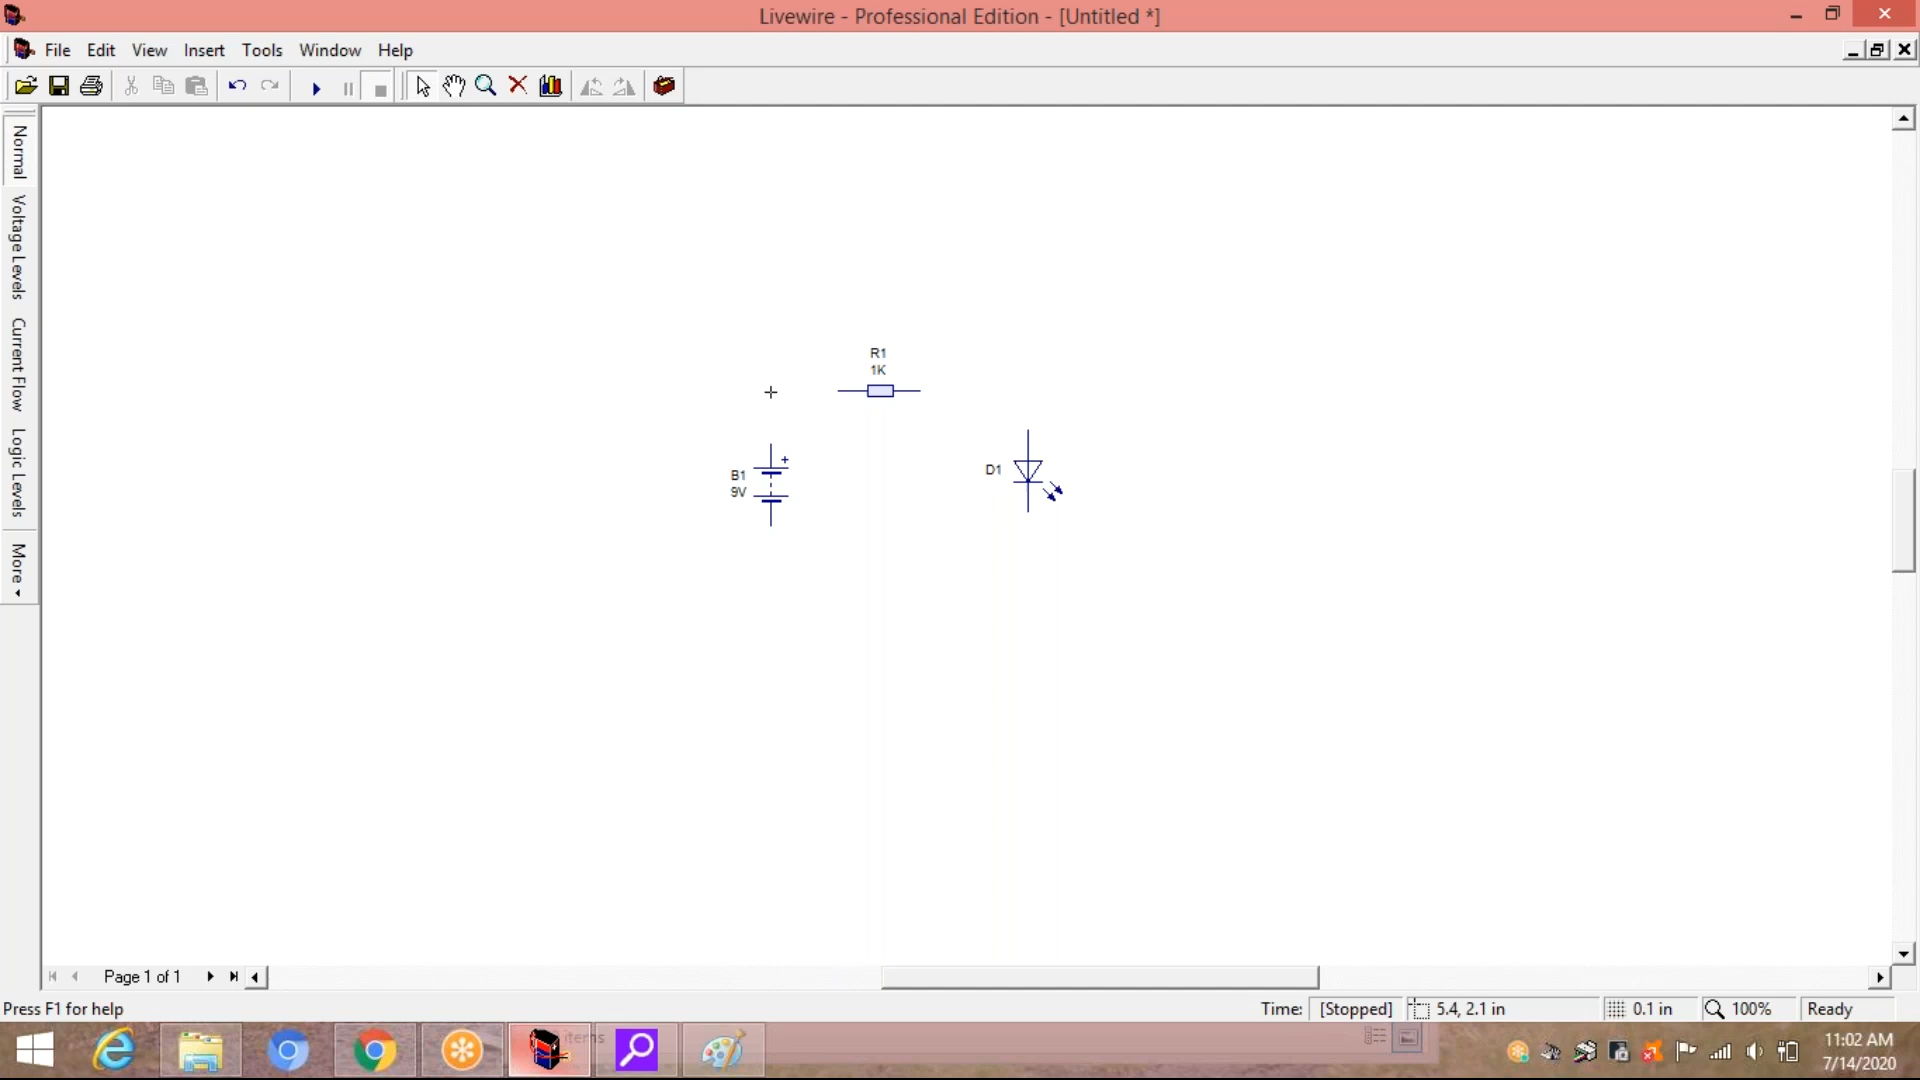 Livewire - Professional Edition - [Untitled *]
File Edit View Insert Tools Window Help
Normal
Voltage Levels
Current Flow
Logic Levels
More
R1
1K
+
B1
9V
D1
Page 1 of 1
Press F1 for help
Time: [Stopped] 5.4, 2.1 in 0.1 in 100% Ready
items
11:02 AM
7/14/2020